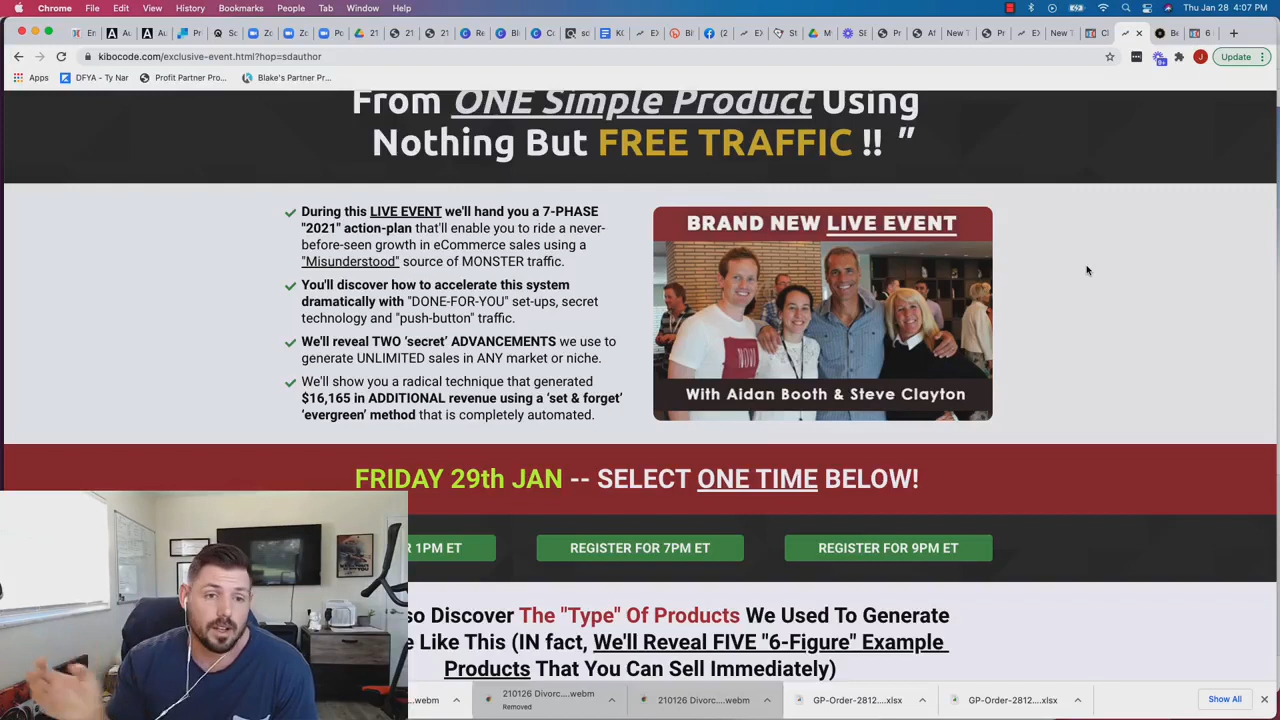 Chrome File Edit View History Bookmarks People Tab Window Help Thu Jan 28 4:07 PM
kibocode.com/exclusive-event.html?hop=sdauthor Update
Apps DFYA - Ty Nar Profit Partner Pro... Blake's Partner Pr...
From ONE Simple Product Using
Nothing But FREE TRAFFIC !! ”
During this LIVE EVENT we'll hand you a 7-PHASE
"2021" action-plan that'll enable you to ride a never-
before-seen growth in eCommerce sales using a
"Misunderstood" source of MONSTER traffic.
You'll discover how to accelerate this system
dramatically with "DONE-FOR-YOU" set-ups, secret
technology and "push-button" traffic.
We'll reveal TWO 'secret' ADVANCEMENTS we use to
generate UNLIMITED sales in ANY market or niche.
We'll show you a radical technique that generated
$16,165 in ADDITIONAL revenue using a 'set & forget'
'evergreen' method that is completely automated.
BRAND NEW LIVE EVENT
With Aidan Booth & Steve Clayton
FRIDAY 29th JAN -- SELECT ONE TIME BELOW!
R 1PM ET REGISTER FOR 7PM ET REGISTER FOR 9PM ET
so Discover The "Type" Of Products We Used To Generate
e Like This (IN fact, We'll Reveal FIVE "6-Figure" Example
Products That You Can Sell Immediately)
....webm 210126 Divorc....webm 210126 Divorc....webm GP-Order-2812....xlsx GP-Order-2812....xlsx Show All
Removed